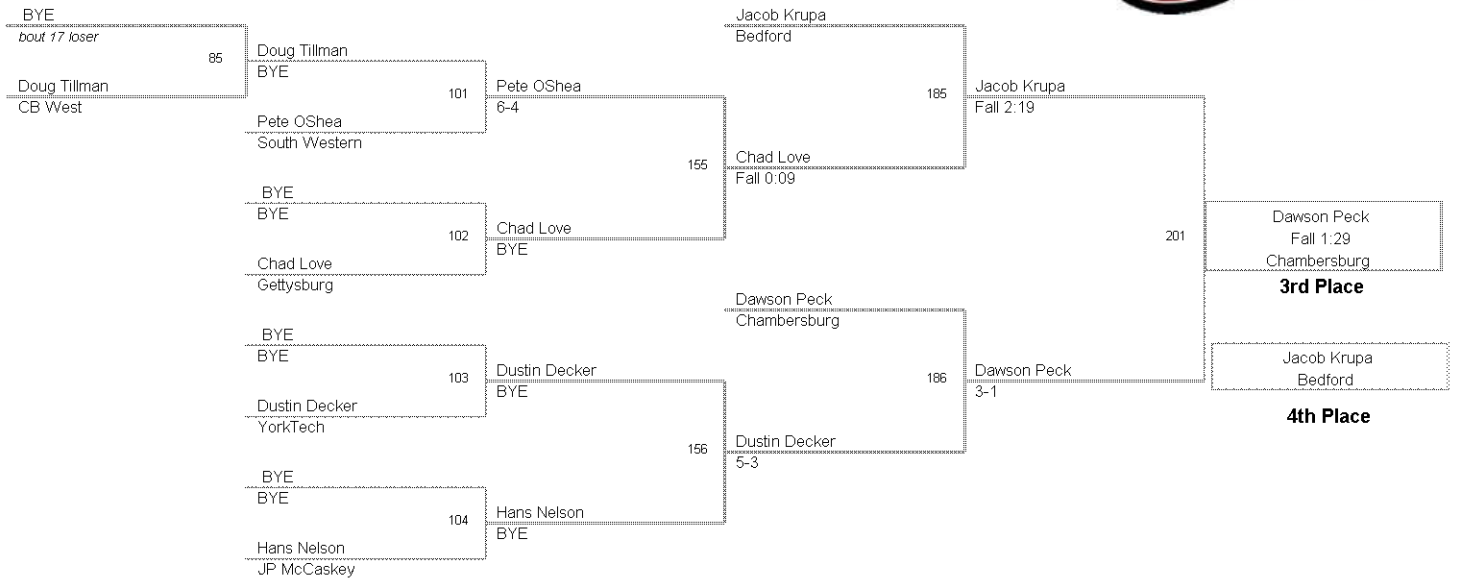 BYE
bout 17 loser
85
Doug Tillman
CB West
Doug Tillman
BYE
101
Pete OShea
South Western
BYE
BYE
102
Chad Love
Gettysburg
BYE
BYE
103
Dustin Decker
YorkTech
BYE
BYE
104
Hans Nelson
JP McCaskey
Pete OShea
6-4
155
Chad Love
BYE
Dustin Decker
BYE
156
Hans Nelson
BYE
Jacob Krupa
Bedford
185
Chad Love
Fall 0:09
Dawson Peck
Chambersburg
186
Dustin Decker
5-3
Jacob Krupa
Fall 2:19
201
Dawson Peck
3-1
Dawson Peck
Fall 1:29
Chambersburg
3rd Place
Jacob Krupa
Bedford
4th Place